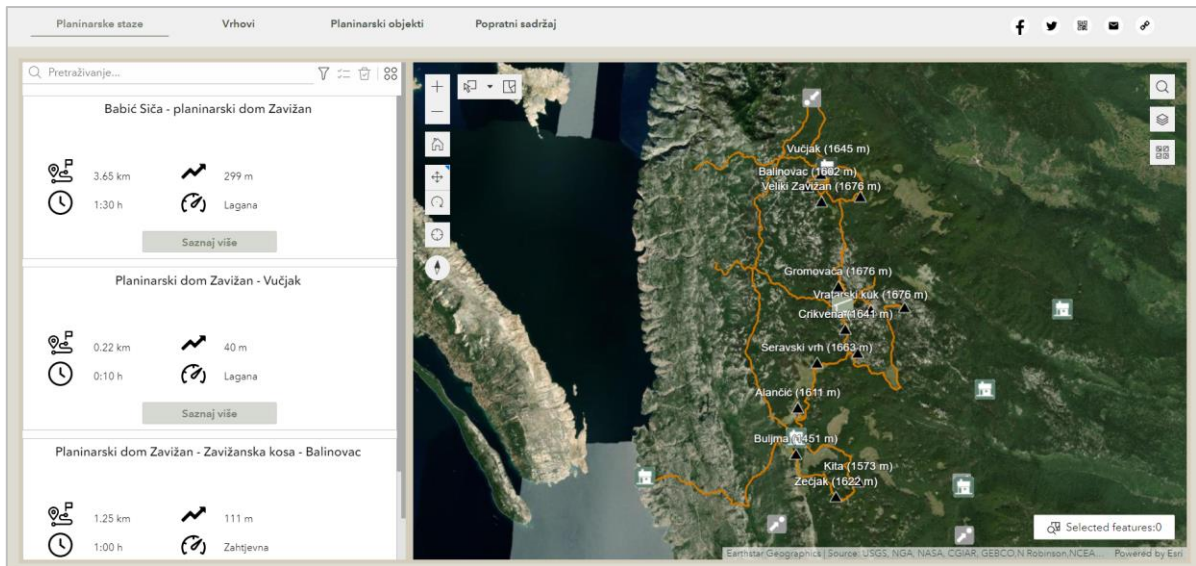 Planinarske staze
Vrhovi
Planinarski objekti
Popratni sadržaj
Pretraživanje...
Babić Siča - planinarski dom Zavižan
3.65 km
299 m
1:30 h
Lagana
Saznaj više
Planinarski dom Zavižan - Vučjak
0.22 km
40 m
0:10 h
Lagana
Saznaj više
Planinarski dom Zavižan - Zavižanska kosa - Balinovac
1.25 km
111 m
1:00 h
Zahtjevna
Vučjak (1645 m)
Balinovac (1602 m)
Veliki Zavižan (1676 m)
Gromovača (1676 m)
Vratarski kuk (1676 m)
Crikvena (1641 m)
Seravski vrh (1663 m)
Alančić (1611 m)
Buljma (1451 m)
Kita (1573 m)
Zečjak (1622 m)
Selected features:0
Earthstar Geographics | Source: USGS, NGA, NASA, CGIAR, GEBCO,N Robinson,NCEA... Powered by Esri